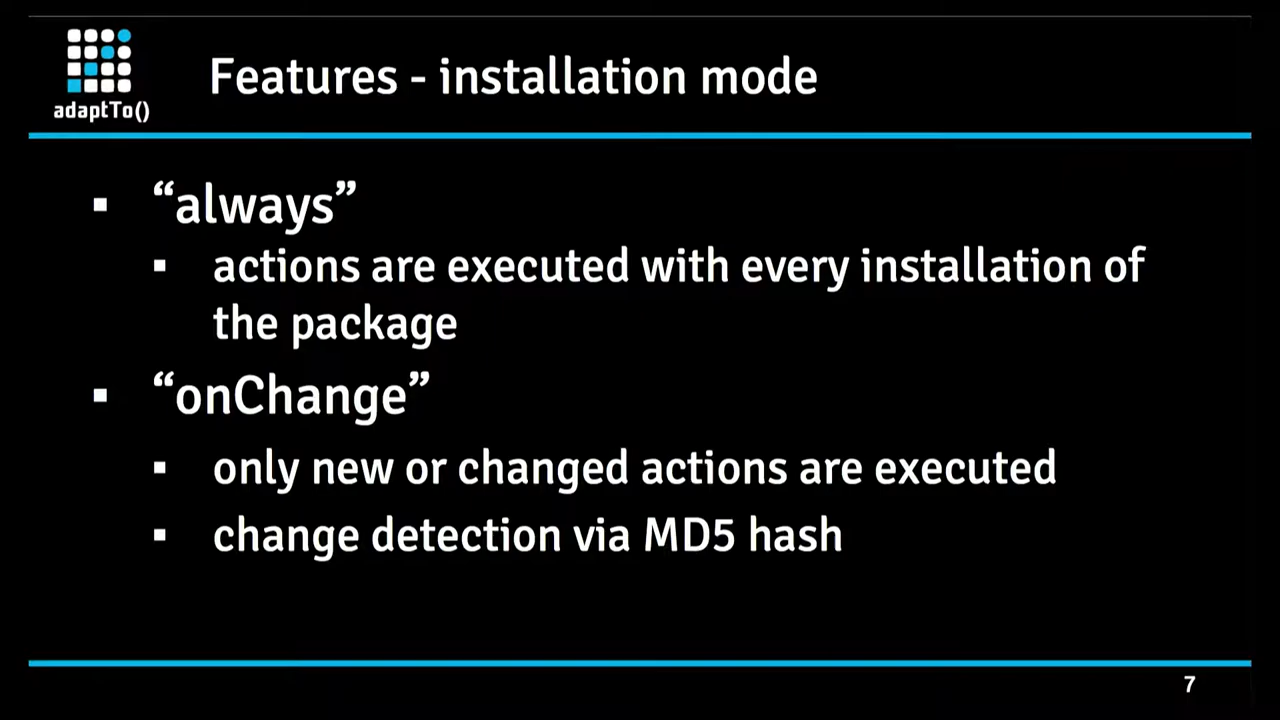 adaptTo()
Features - installation mode
▪ “always”
▪ actions are executed with every installation of
the package
▪ “onChange”
▪ only new or changed actions are executed
▪ change detection via MD5 hash
7